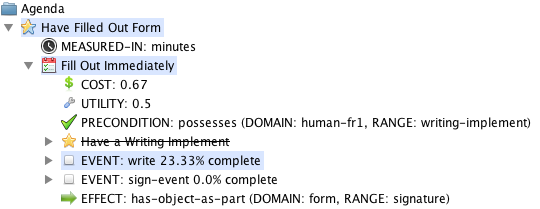 Agenda
Have Filled Out Form
MEASURED-IN: minutes
Fill Out Immediately
COST: 0.67
UTILITY: 0.5
PRECONDITION: possesses (DOMAIN: human-fr1, RANGE: writing-implement)
Have a Writing Implement
EVENT: write 23.33% complete
EVENT: sign-event 0.0% complete
EFFECT: has-object-as-part (DOMAIN: form, RANGE: signature)